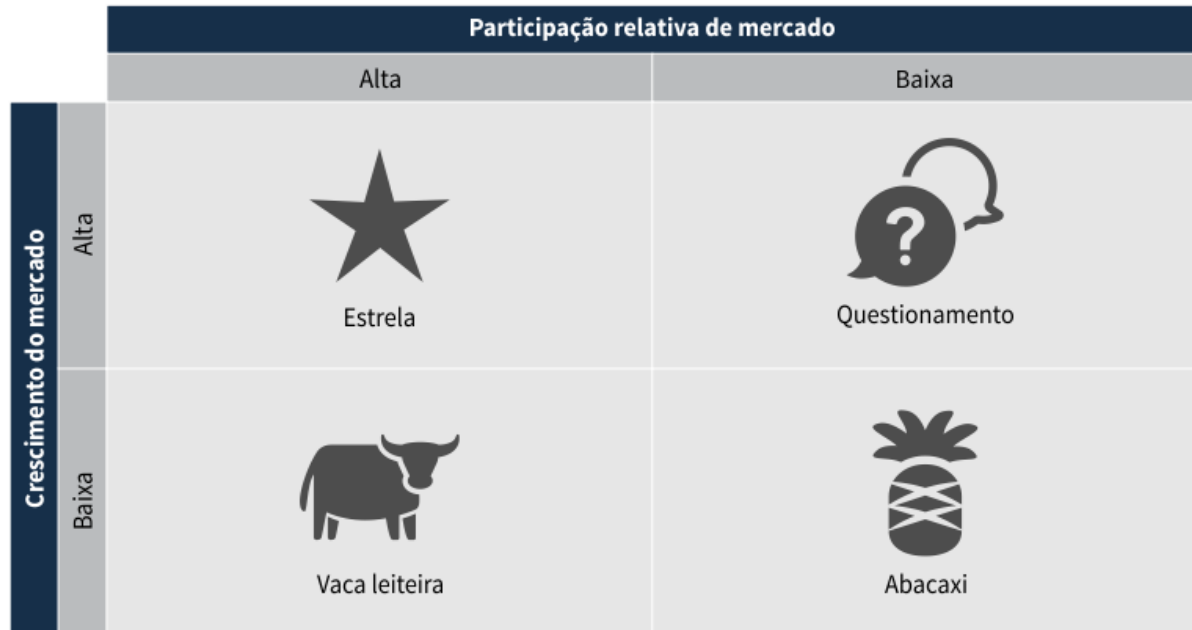 Participação relativa de mercado
Alta
Baixa
Crescimento do mercado
Alta
?
Estrela
Questionamento
Baixa
Vaca leiteira
Abacaxi